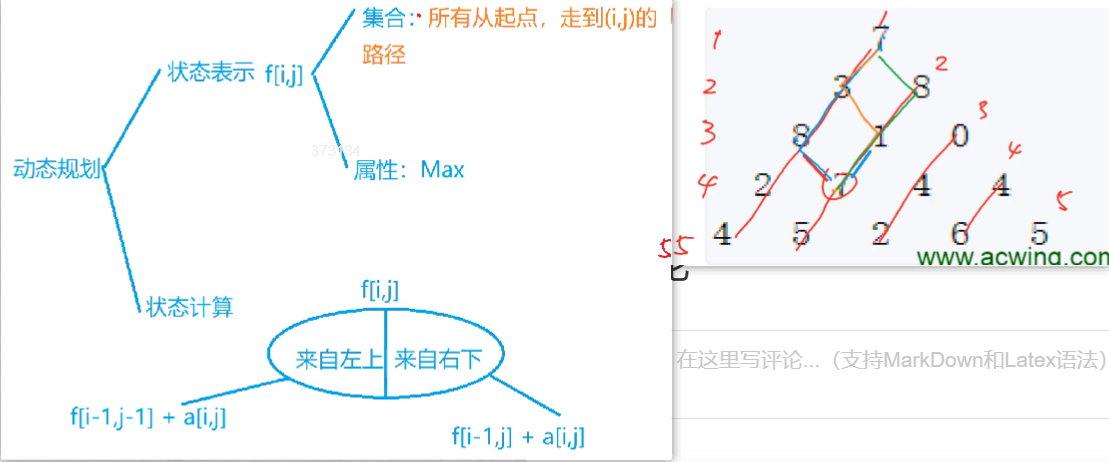 集合：所有从起点，走到(i,j)的
路径
状态表示 f[i,j]
373184
属性：Max
动态规划
状态计算
f[i,j]
来自左上 来自右下
f[i-1,j-1] + a[i,j]
f[i-1,j] + a[i,j]
1 7
2 3 8 2
3 8 1 0 3
4 2 7 4 4 4
5 5 4 5 2 6 5 5
www.acwing.com
在这里写评论...（支持MarkDown和Latex语法）